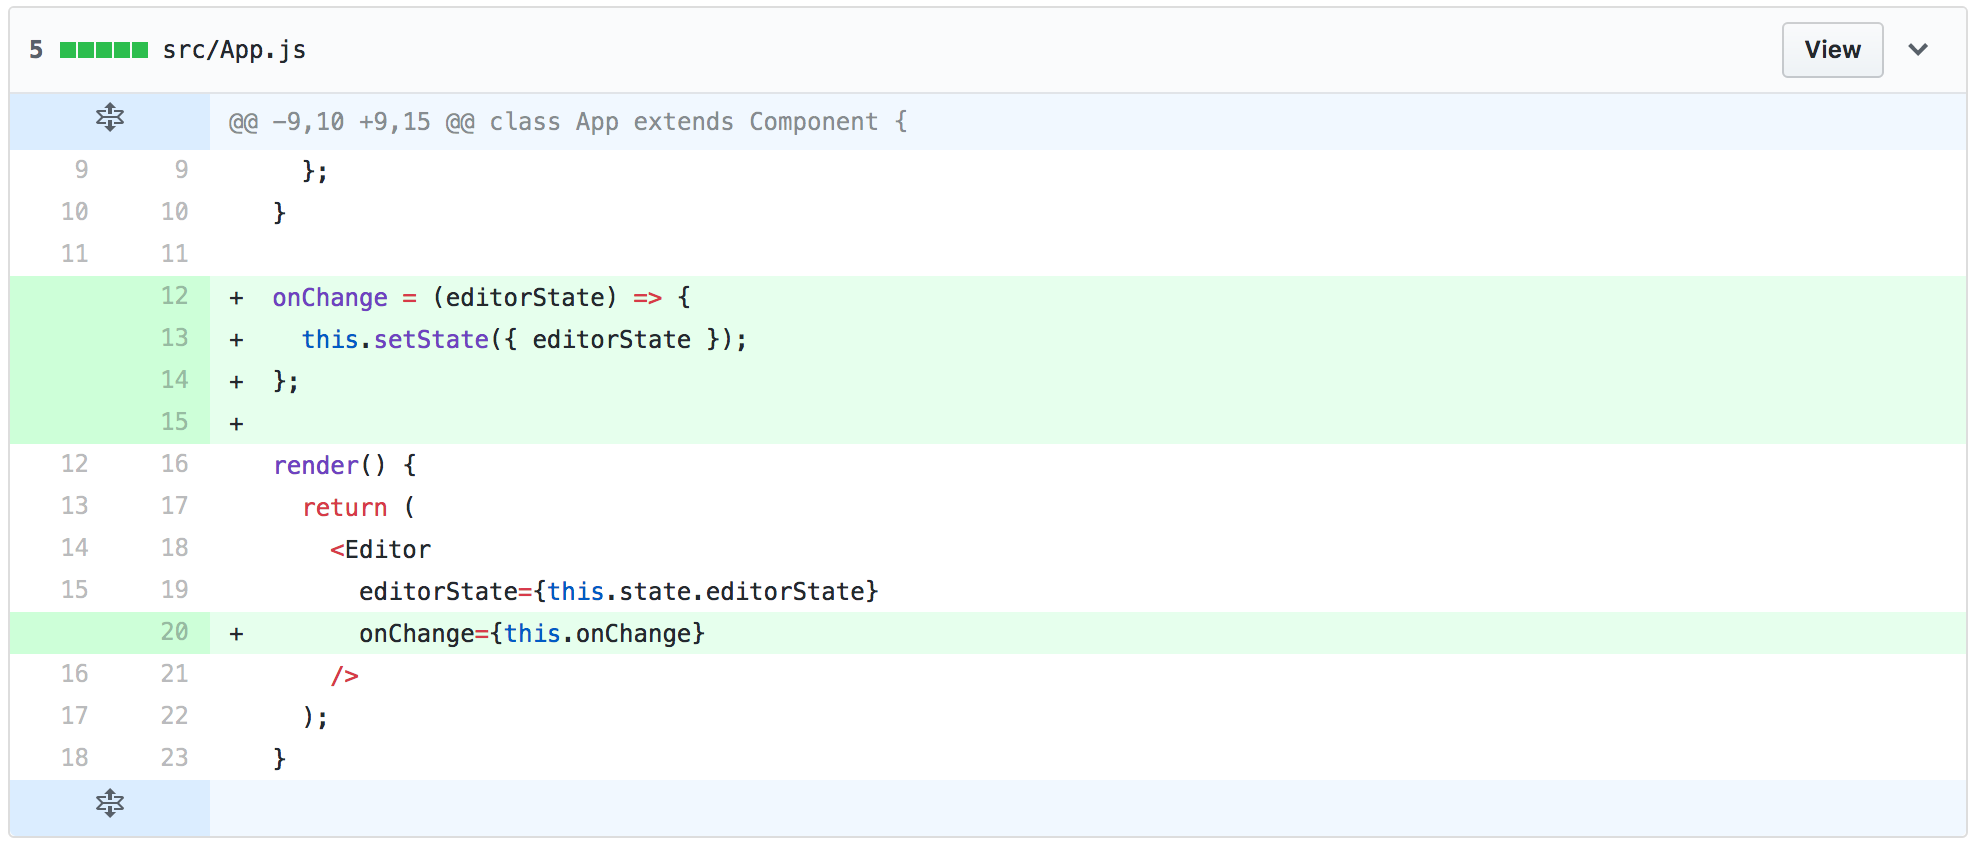 5 src/App.js View
@@ -9,10 +9,15 @@ class App extends Component {
9 9 };
10 10 }
11 11
12 + onChange = (editorState) => {
13 + this.setState({ editorState });
14 + };
15 +
12 16 render() {
13 17 return (
14 18 <Editor
15 19 editorState={this.state.editorState}
20 + onChange={this.onChange}
16 21 />
17 22 );
18 23 }